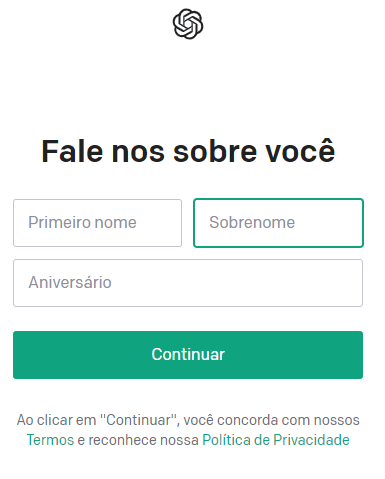 Fale nos sobre você
Primeiro nome
Sobrenome
Aniversário
Continuar
Ao clicar em "Continuar", você concorda com nossos
Termos e reconhece nossa Política de Privacidade